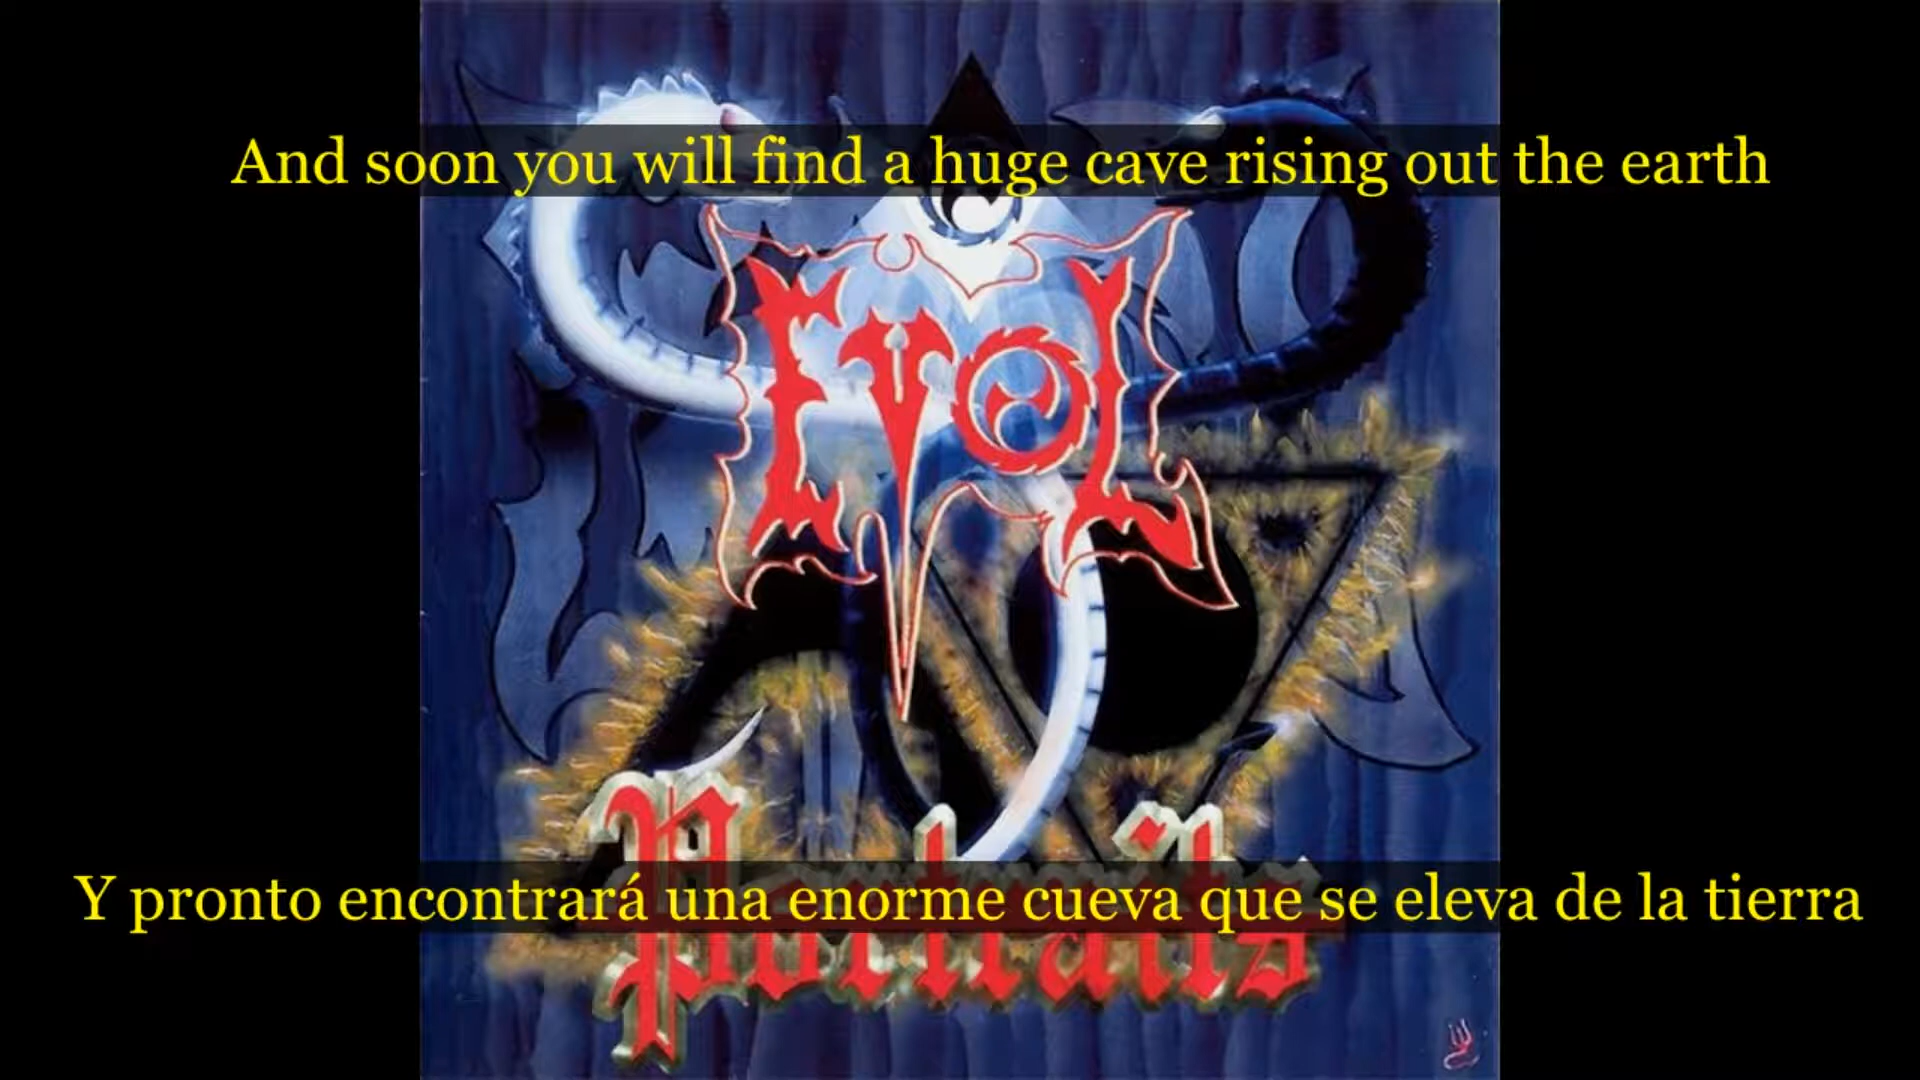 And soon you will find a huge cave rising out the earth
Evol
Y pronto encontrará una enorme cueva que se eleva de la tierra
Portraits